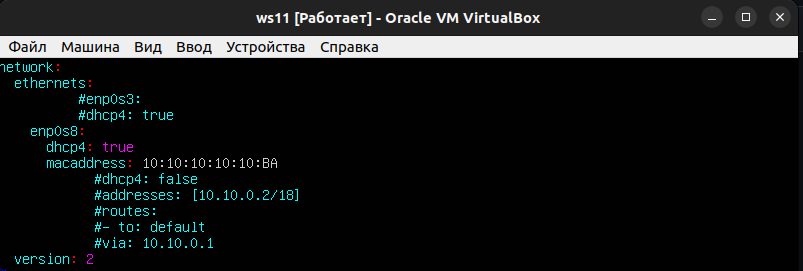 ws11 [Работает] - Oracle VM VirtualBox
Файл Машина Вид Ввод Устройства Справка
network:
  ethernets:
          #enp0s3:
          #dhcp4: true
    enp0s8:
      dhcp4: true
      macaddress: 10:10:10:10:10:BA
            #dhcp4: false
            #addresses: [10.10.0.2/18]
            #routes:
            #- to: default
            #via: 10.10.0.1
  version: 2